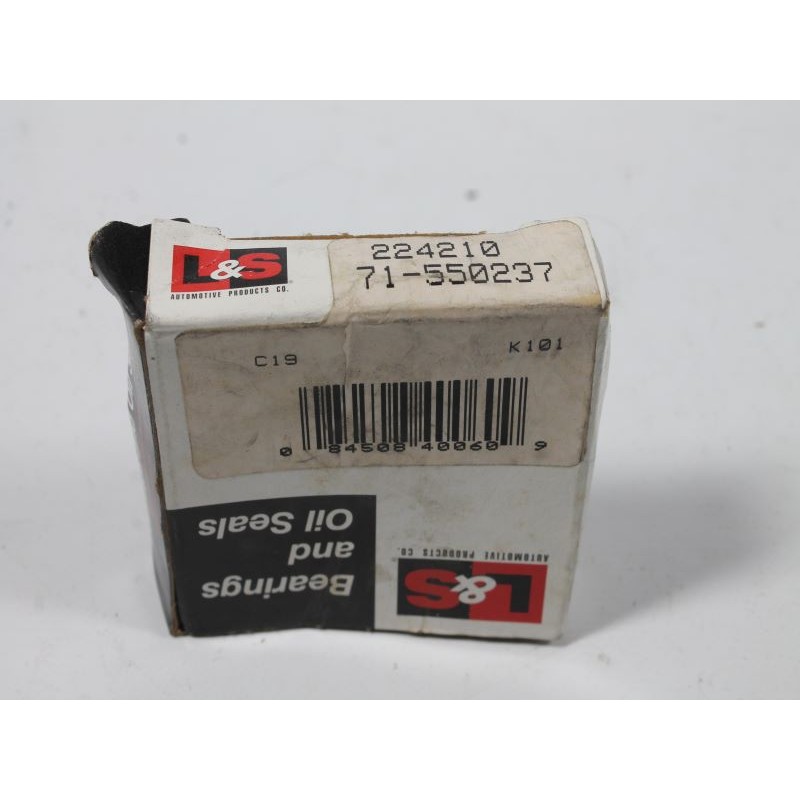 L&S
AUTOMOTIVE PRODUCTS CO.
224210
71-550237
C19
K101
0 84508 40060 9
Bearings
and
Oil Seals
L&S
AUTOMOTIVE PRODUCTS CO.